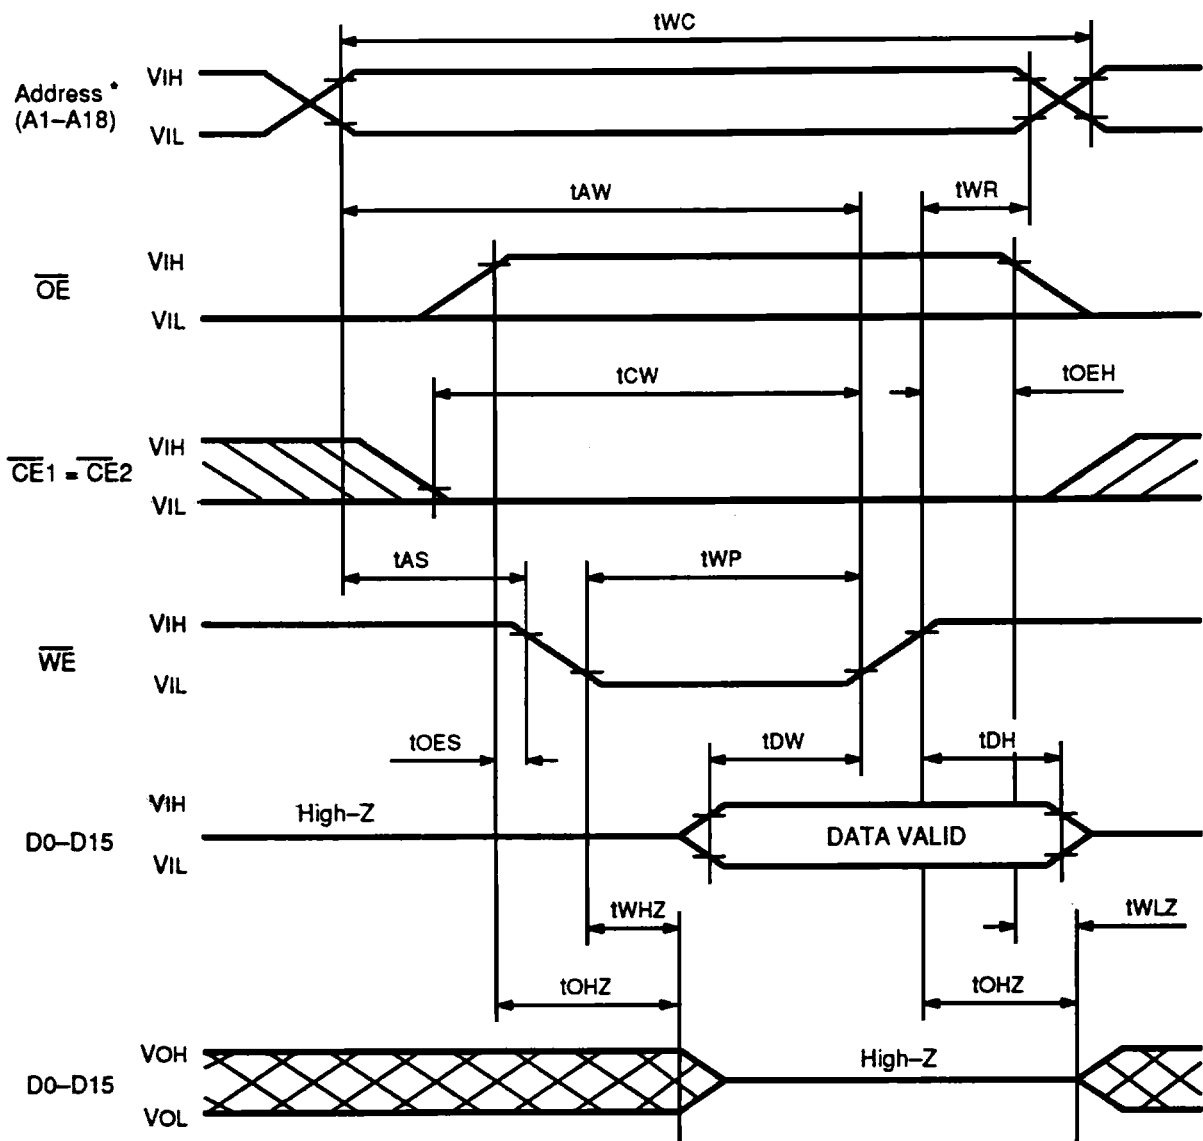 tWC
VIH
Address *
(A1–A18)
VIL
tAW
tWR
VIH
OE
VIL
tCW
tOEH
VIH
CE1 = CE2
VIL
tAS
tWP
VIH
WE
VIL
tOES
tDW
tDH
VIH
High–Z
D0–D15
DATA VALID
VIL
tWHZ
tWLZ
tOHZ
tOHZ
VOH
High–Z
D0–D15
VOL